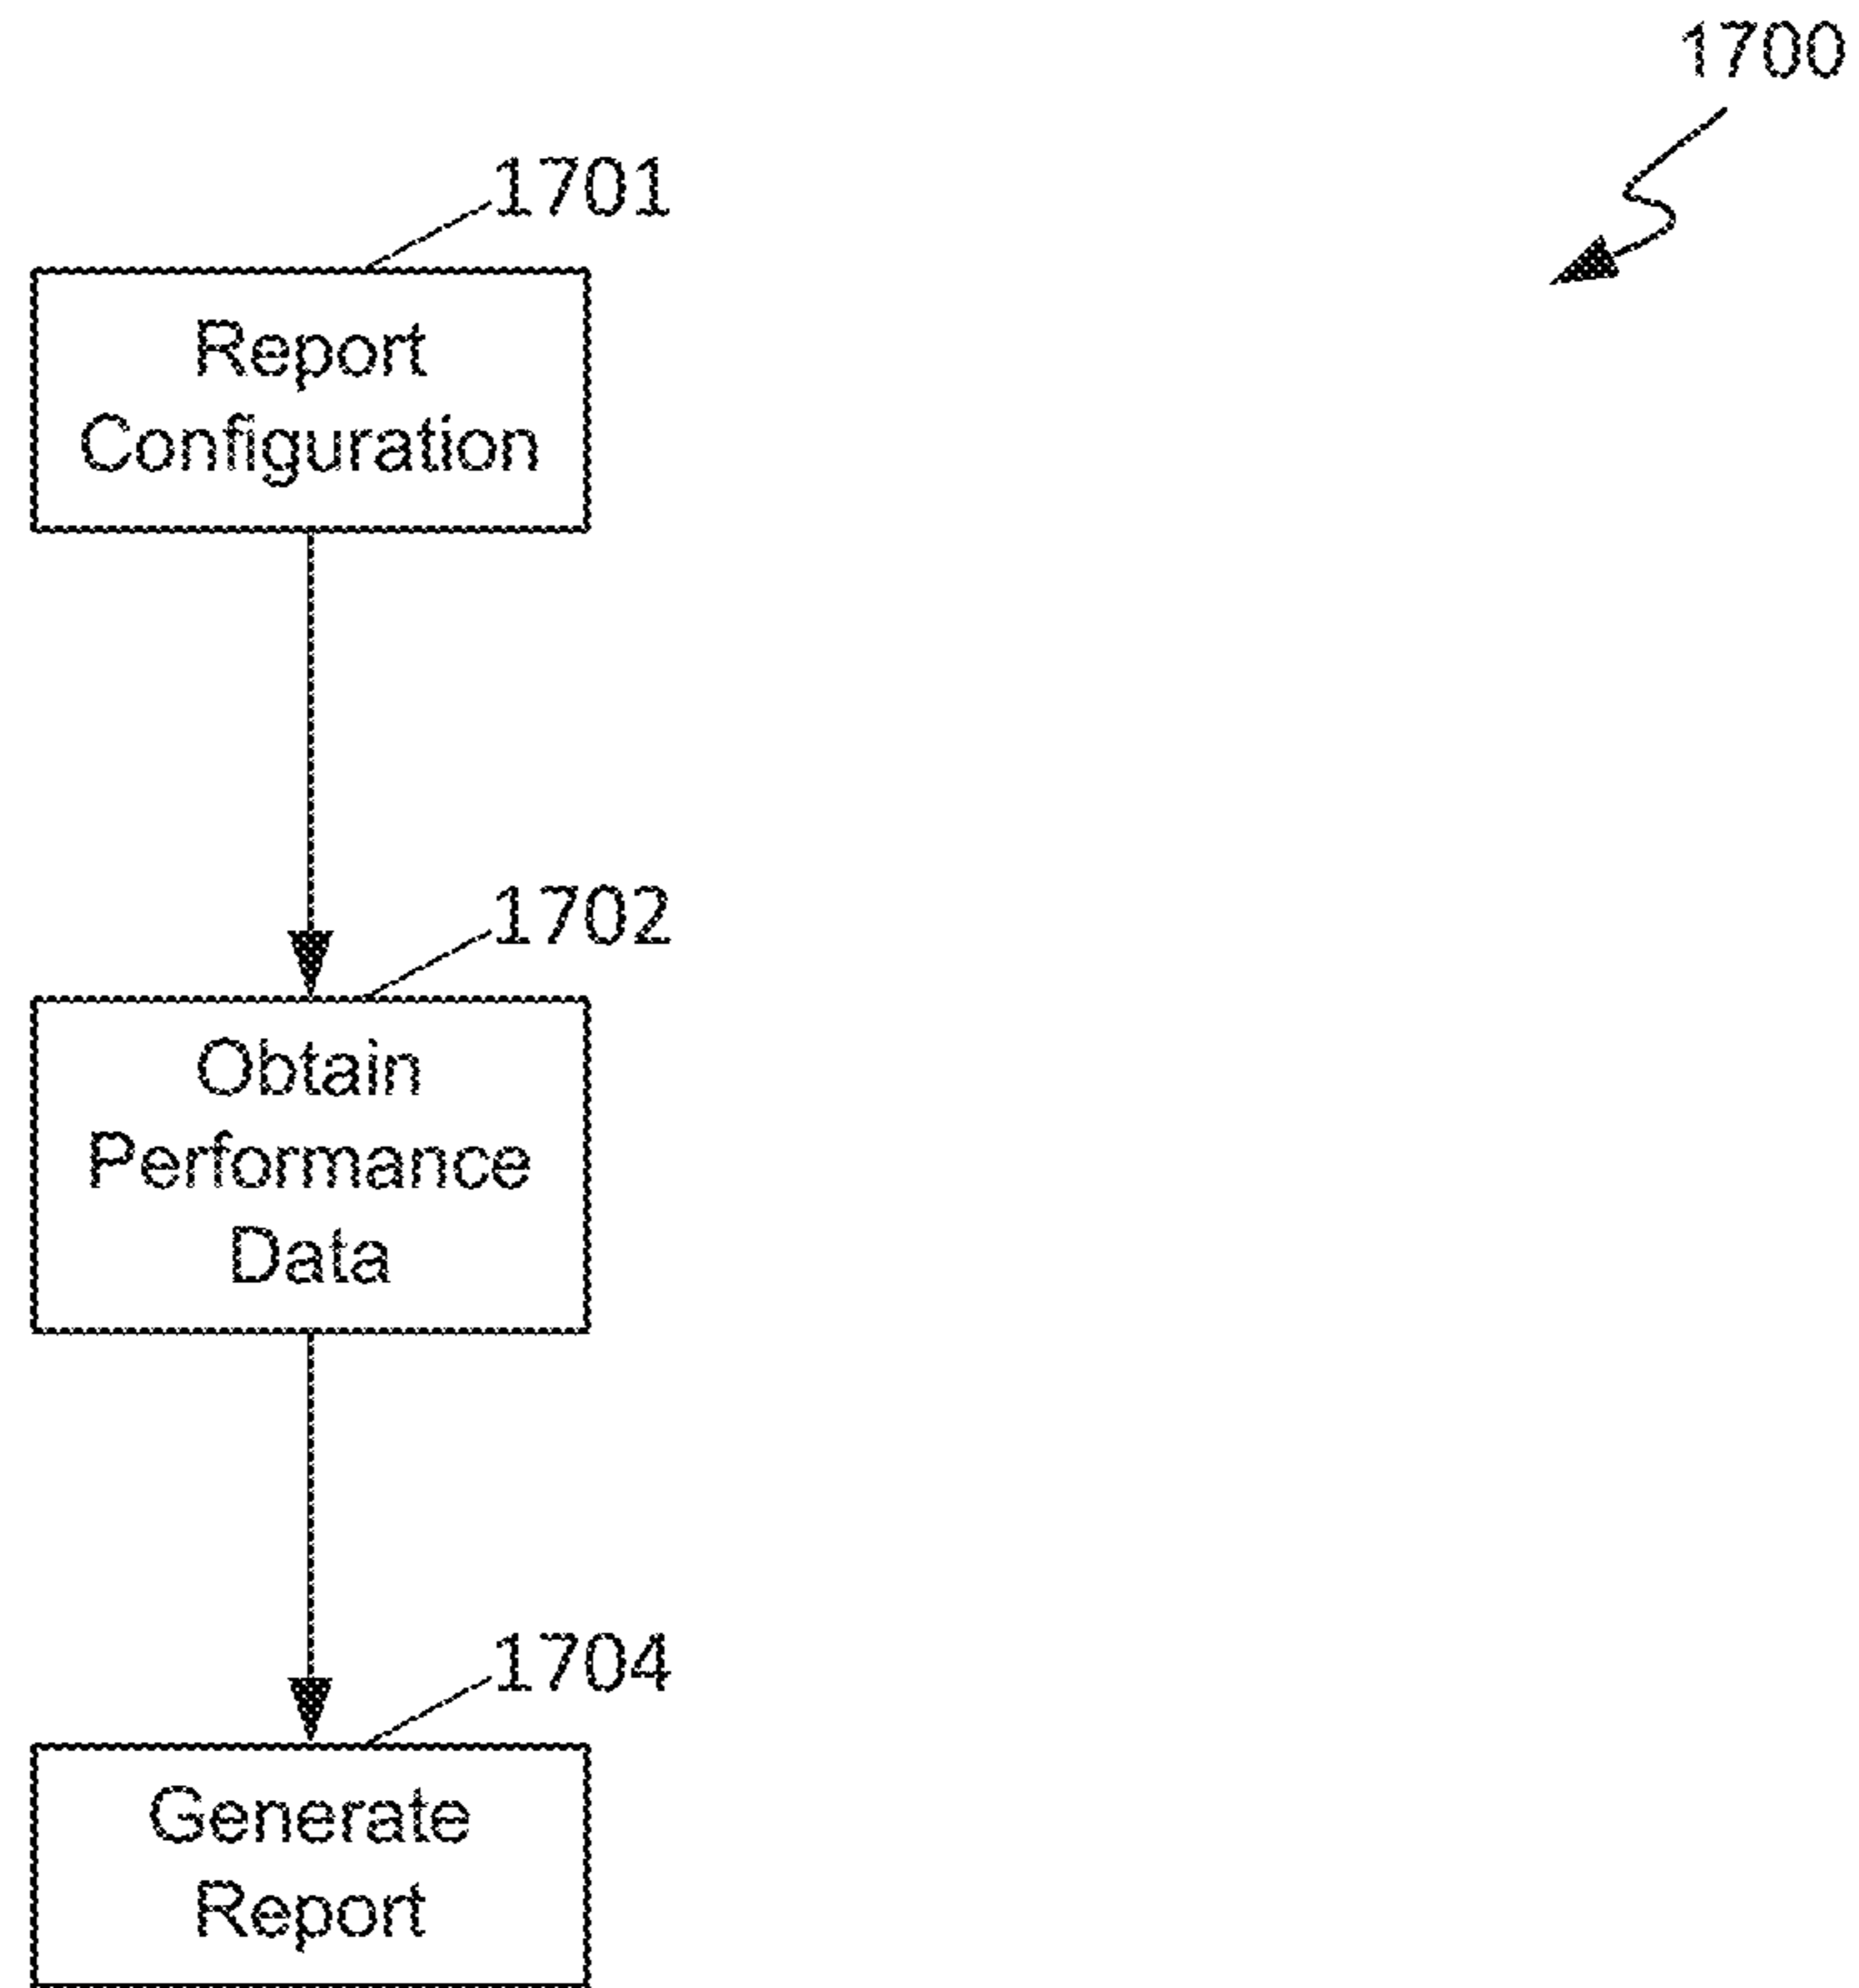 1700
1701
Report
Configuration
1702
Obtain
Performance
Data
1704
Generate
Report